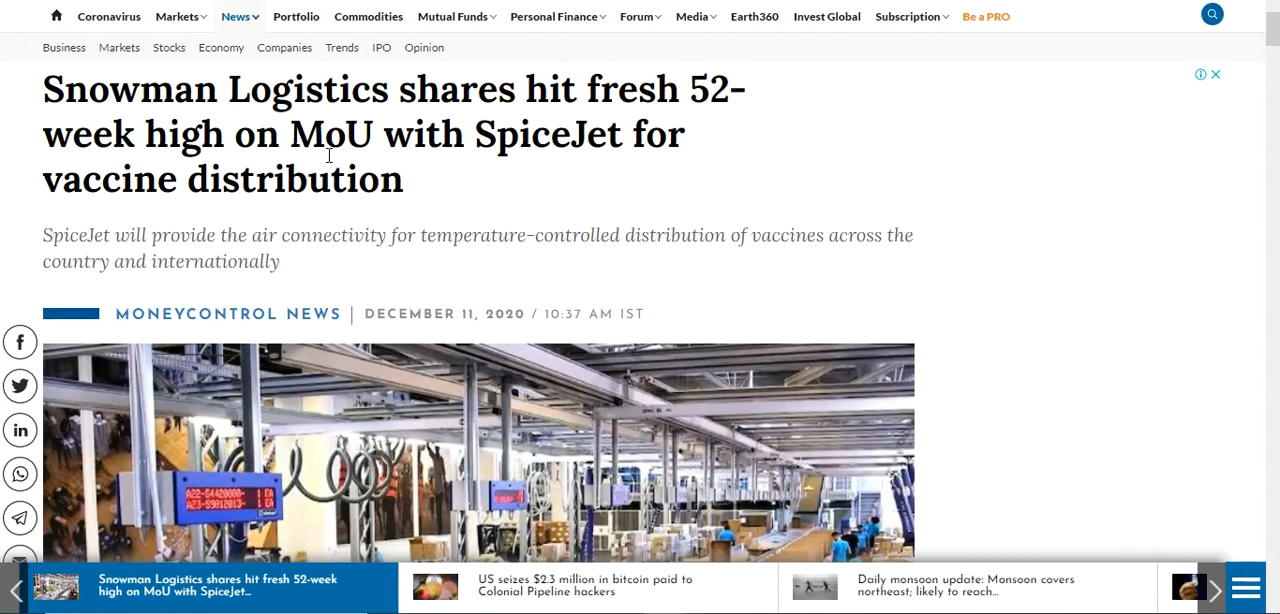 Coronavirus Markets News Portfolio Commodities Mutual Funds Personal Finance Forum Media Earth360 Invest Global Subscription Be a PRO
Business Markets Stocks Economy Companies Trends IPO Opinion
Snowman Logistics shares hit fresh 52-
week high on MoU with SpiceJet for
vaccine distribution
SpiceJet will provide the air connectivity for temperature-controlled distribution of vaccines across the
country and internationally
MONEYCONTROL NEWS | DECEMBER 11, 2020 / 10:37 AM IST
Snowman Logistics shares hit fresh 52-week
high on MoU with SpiceJet...
US seizes $2.3 million in bitcoin paid to
Colonial Pipeline hackers
Daily monsoon update: Monsoon covers
northeast; likely to reach...